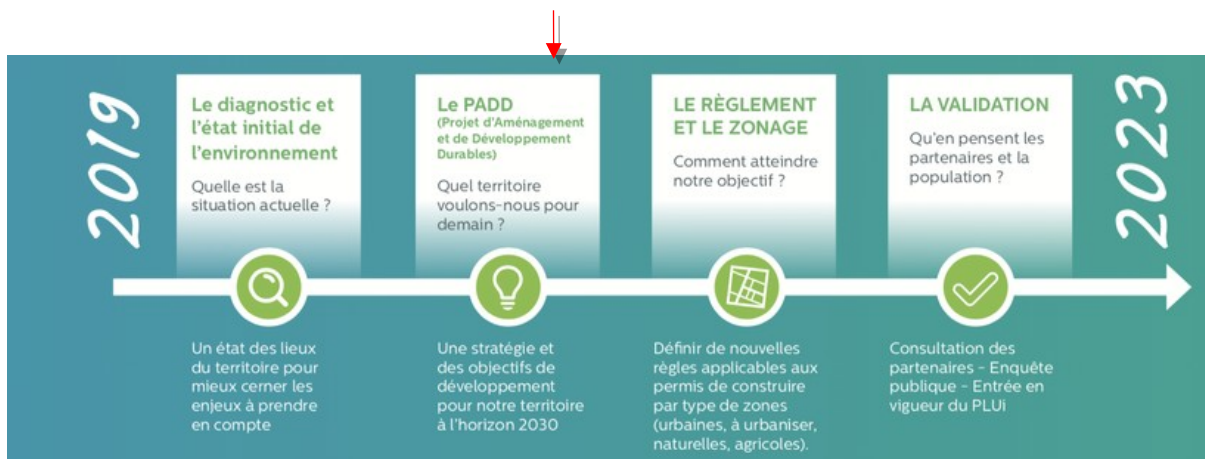 2019
Le diagnostic et
l'état initial de
l'environnement
Quelle est la
situation actuelle ?
Un état des lieux
du territoire pour
mieux cerner les
enjeux à prendre
en compte
Le PADD
(Projet d'Aménagement
et de Développement
Durables)
Quel territoire
voulons-nous pour
demain ?
Une stratégie et
des objectifs de
développement
pour notre territoire
à l'horizon 2030
LE RÈGLEMENT
ET LE ZONAGE
Comment atteindre
notre objectif ?
Définir de nouvelles
règles applicables aux
permis de construire
par type de zones
(urbaines, à urbaniser,
naturelles, agricoles).
LA VALIDATION
Qu'en pensent les
partenaires et la
population ?
Consultation des
partenaires – Enquête
publique – Entrée en
vigueur du PLUi
2023